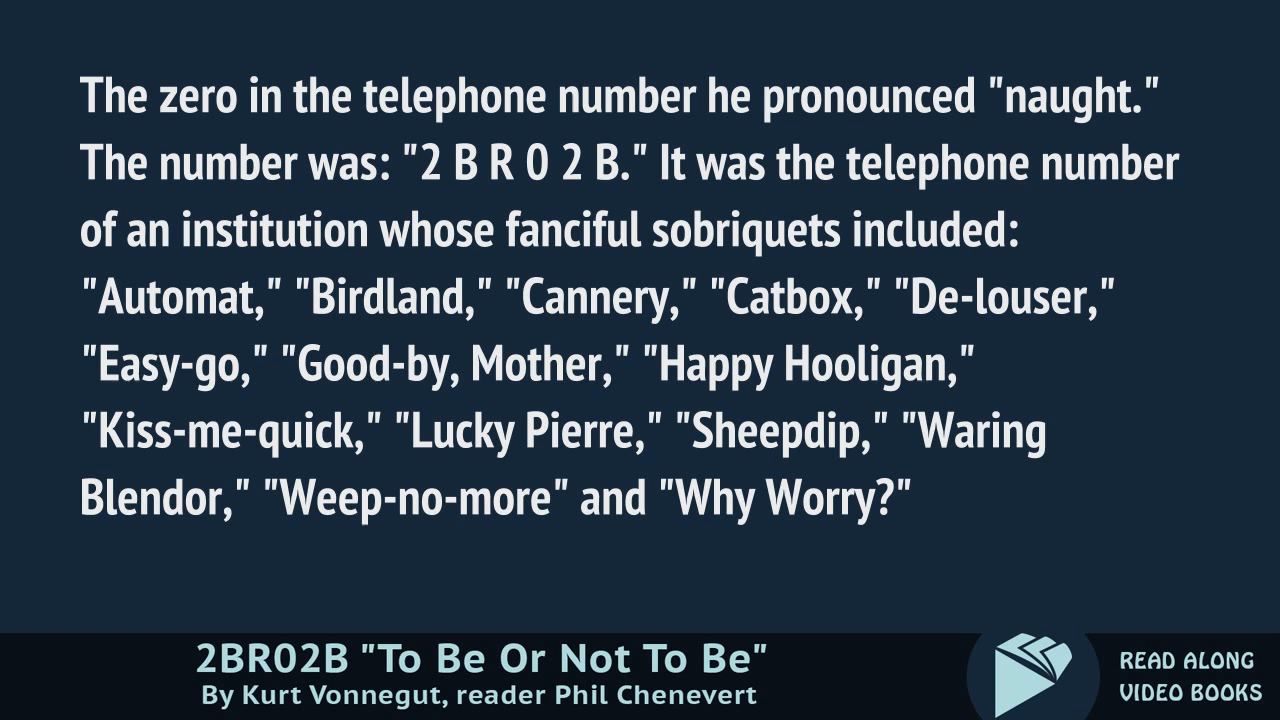 The zero in the telephone number he pronounced "naught."
The number was: "2 B R 0 2 B." It was the telephone number
of an institution whose fanciful sobriquets included:
"Automat," "Birdland," "Cannery," "Catbox," "De-louser,"
"Easy-go," "Good-by, Mother," "Happy Hooligan,"
"Kiss-me-quick," "Lucky Pierre," "Sheepdip," "Waring
Blendor," "Weep-no-more" and "Why Worry?"
2BR02B "To Be Or Not To Be"
By Kurt Vonnegut, reader Phil Chenevert
READ ALONG
VIDEO BOOKS